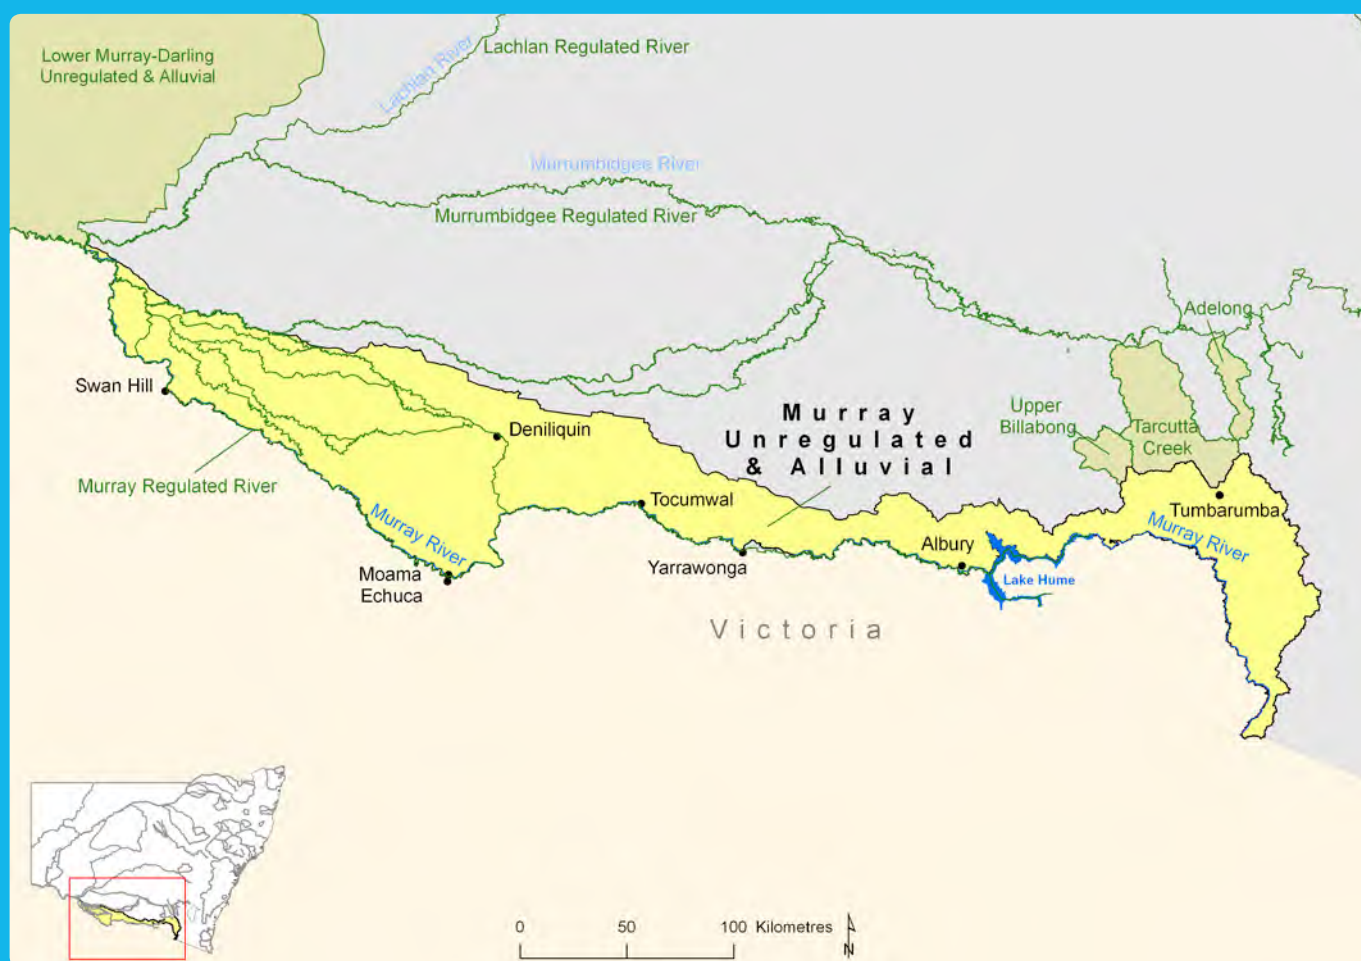 Lower Murray-Darling
Unregulated & Alluvial
Lachlan River
Lachlan Regulated River
Murrumbidgee River
Murrumbidgee Regulated River
Adelong
Swan Hill
Deniliquin
Murray
Unregulated
& Alluvial
Upper
Billabong
Tarcutta
Creek
Murray Regulated River
Tocumwal
Tumbarumba
Murray River
Murray River
Albury
Yarrawonga
Moama
Echuca
Lake Hume
Victoria
0
50
100 Kilometres
N